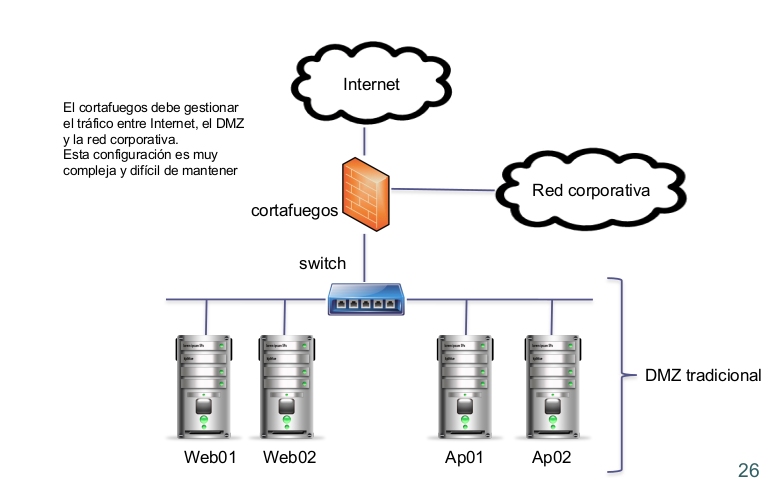 Internet
El cortafuegos debe gestionar
el tráfico entre Internet, el DMZ
y la red corporativa.
Esta configuración es muy
compleja y difícil de mantener
Red corporativa
cortafuegos
switch
DMZ tradicional
Web01
Web02
Ap01
Ap02
26